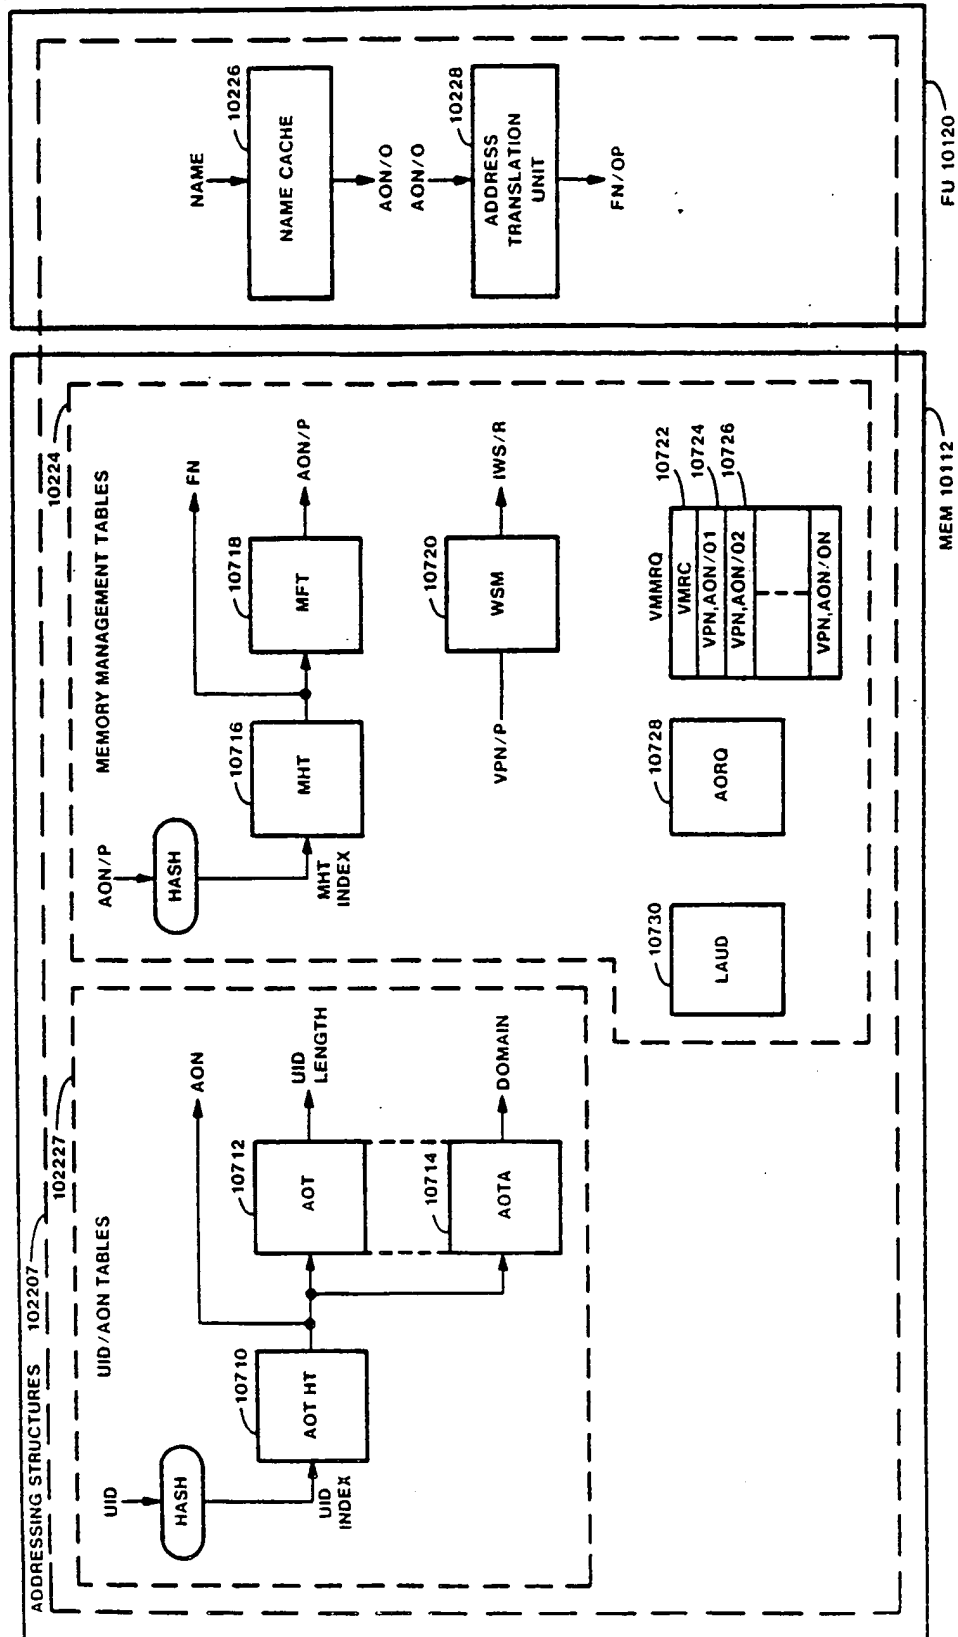 ADDRESSING STRUCTURES 102207
102227
UID/AON TABLES
UID
HASH
UID
INDEX
10710
AOT HT
AON
10712
AOT
UID
LENGTH
10714
AOTA
DOMAIN
10224
MEMORY MANAGEMENT TABLES
AON/P
HASH
MHT
INDEX
10716
MHT
FN
10718
MFT
AON/P
VPN/P
10720
WSM
IWS/R
10730
LAUD
10728
AORQ
VMMRQ
VMRC
10722
VPN,AON/O1
10724
VPN,AON/O2
10726
VPN,AON/ON
MEM 10112
NAME
10226
NAME CACHE
AON/O
AON/O
10228
ADDRESS
TRANSLATION
UNIT
FN/OP
FU 10120